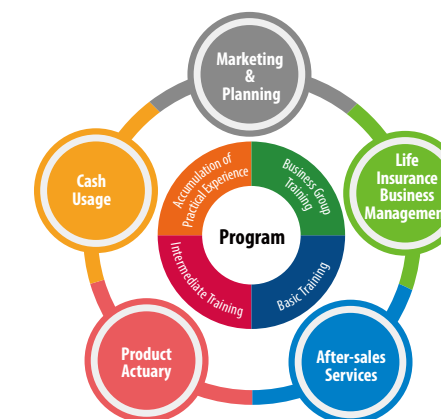 Marketing
&
Planning
Life
Insurance
Business
Management
After-sales
Services
Product
Actuary
Cash
Usage
Accumulation of
Practical Experience
Business Group
Training
Basic Training
Intermediate Training
Program